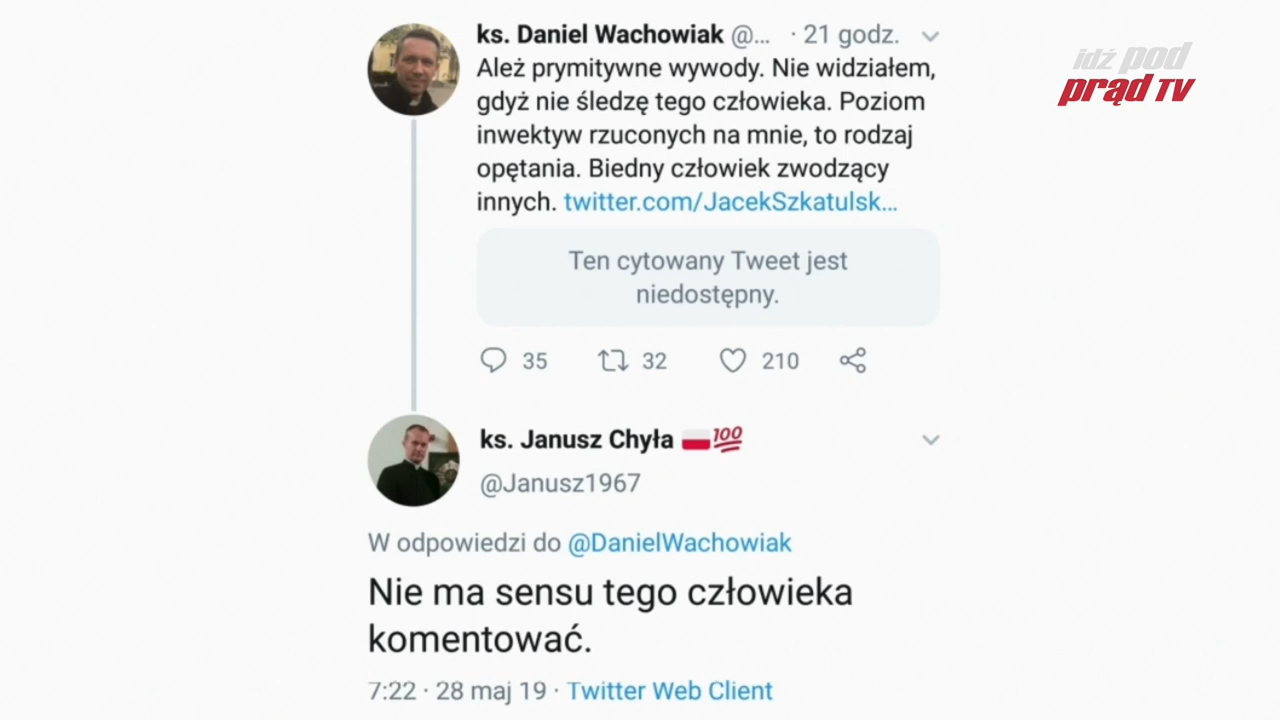 ks. Daniel Wachowiak @... · 21 godz.
Ależ prymitywne wywody. Nie widziałem,
gdyż nie śledzę tego człowieka. Poziom
inwektyw rzuconych na mnie, to rodzaj
opętania. Biedny człowiek zwodzący
innych. twitter.com/JacekSzkatulsk...
Ten cytowany Tweet jest
niedostępny.
35 32 210
ks. Janusz Chyła 🇵🇱💯
@Janusz1967
W odpowiedzi do @DanielWachowiak
Nie ma sensu tego człowieka
komentować.
7:22 · 28 maj 19 · Twitter Web Client
idź pod
prąd TV